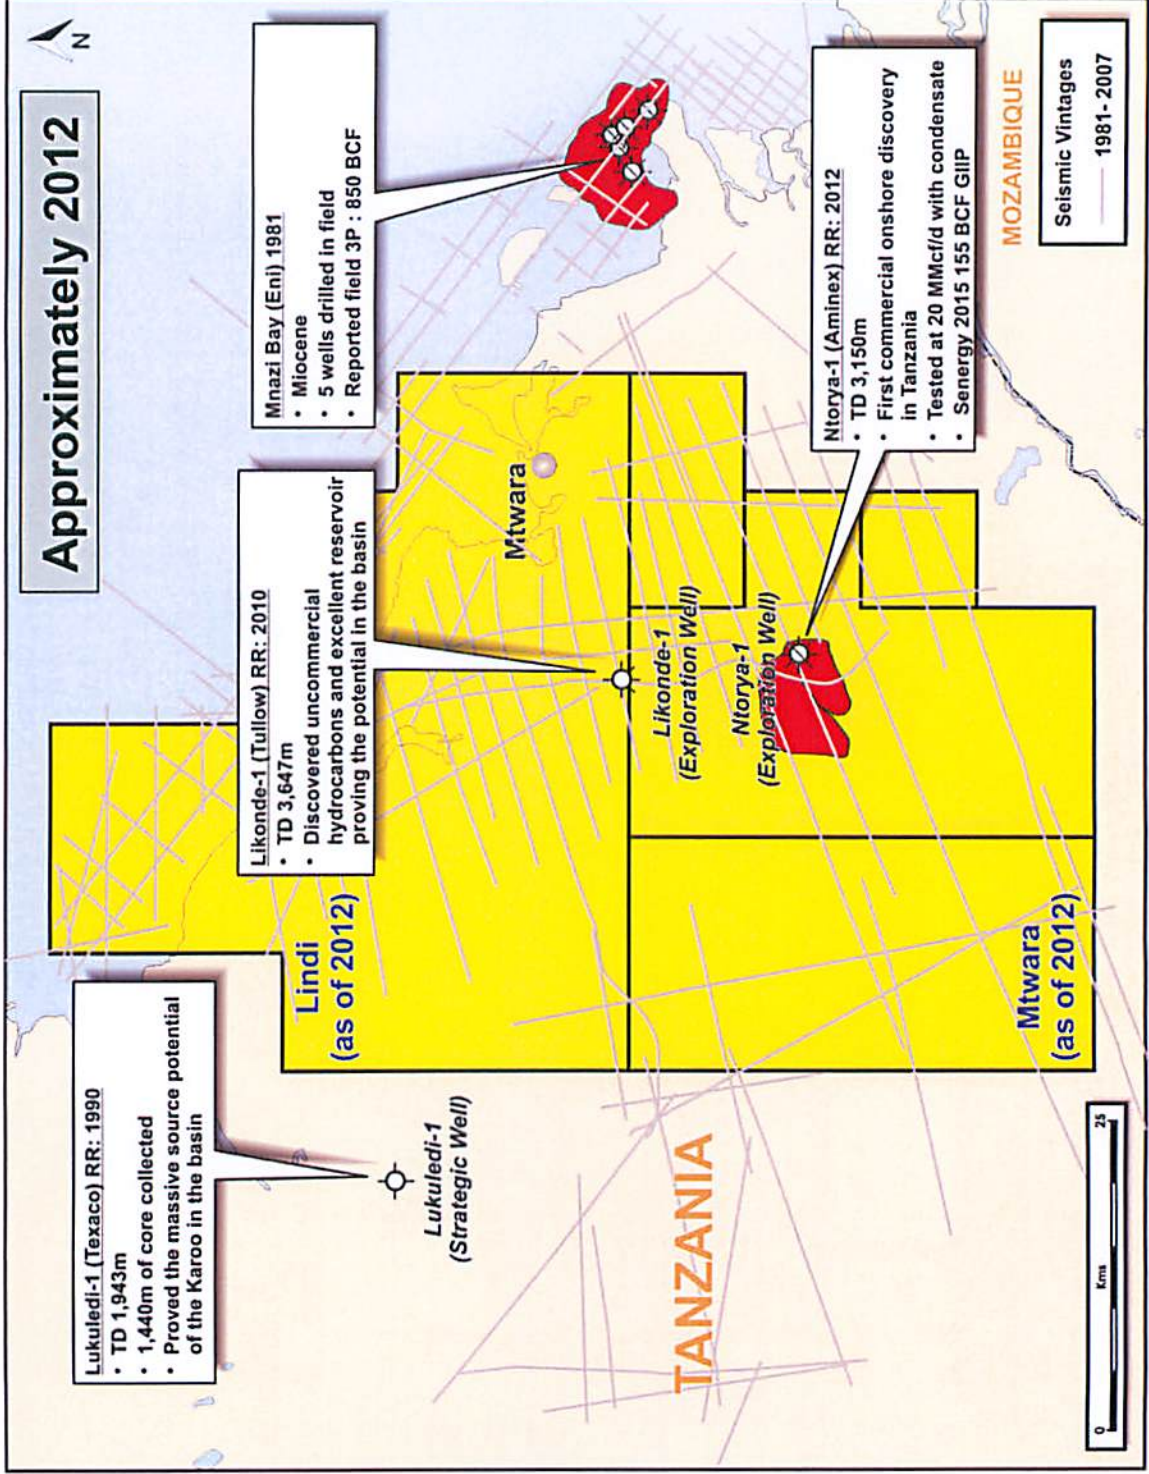 Approximately 2012
N
Lukuledi-1 (Texaco) RR: 1990
• TD 1,943m
• 1,440m of core collected
• Proved the massive source potential
of the Karoo in the basin
Likonde-1 (Tullow) RR: 2010
• TD 3,647m
• Discovered uncommercial
hydrocarbons and excellent reservoir
proving the potential in the basin
Mnazi Bay (Eni) 1981
• Miocene
• 5 wells drilled in field
• Reported field 3P : 850 BCF
Lindi
(as of 2012)
Lukuledi-1
(Strategic Well)
Mtwara
Likonde-1
(Exploration Well)
Ntorya-1
(Exploration Well)
TANZANIA
Ntorya-1 (Aminex) RR: 2012
• TD 3,150m
• First commercial onshore discovery
in Tanzania
• Tested at 20 MMcf/d with condensate
• Senergy 2015 155 BCF GIIP
Mtwara
(as of 2012)
MOZAMBIQUE
Seismic Vintages
1981- 2007
0 Kms 25